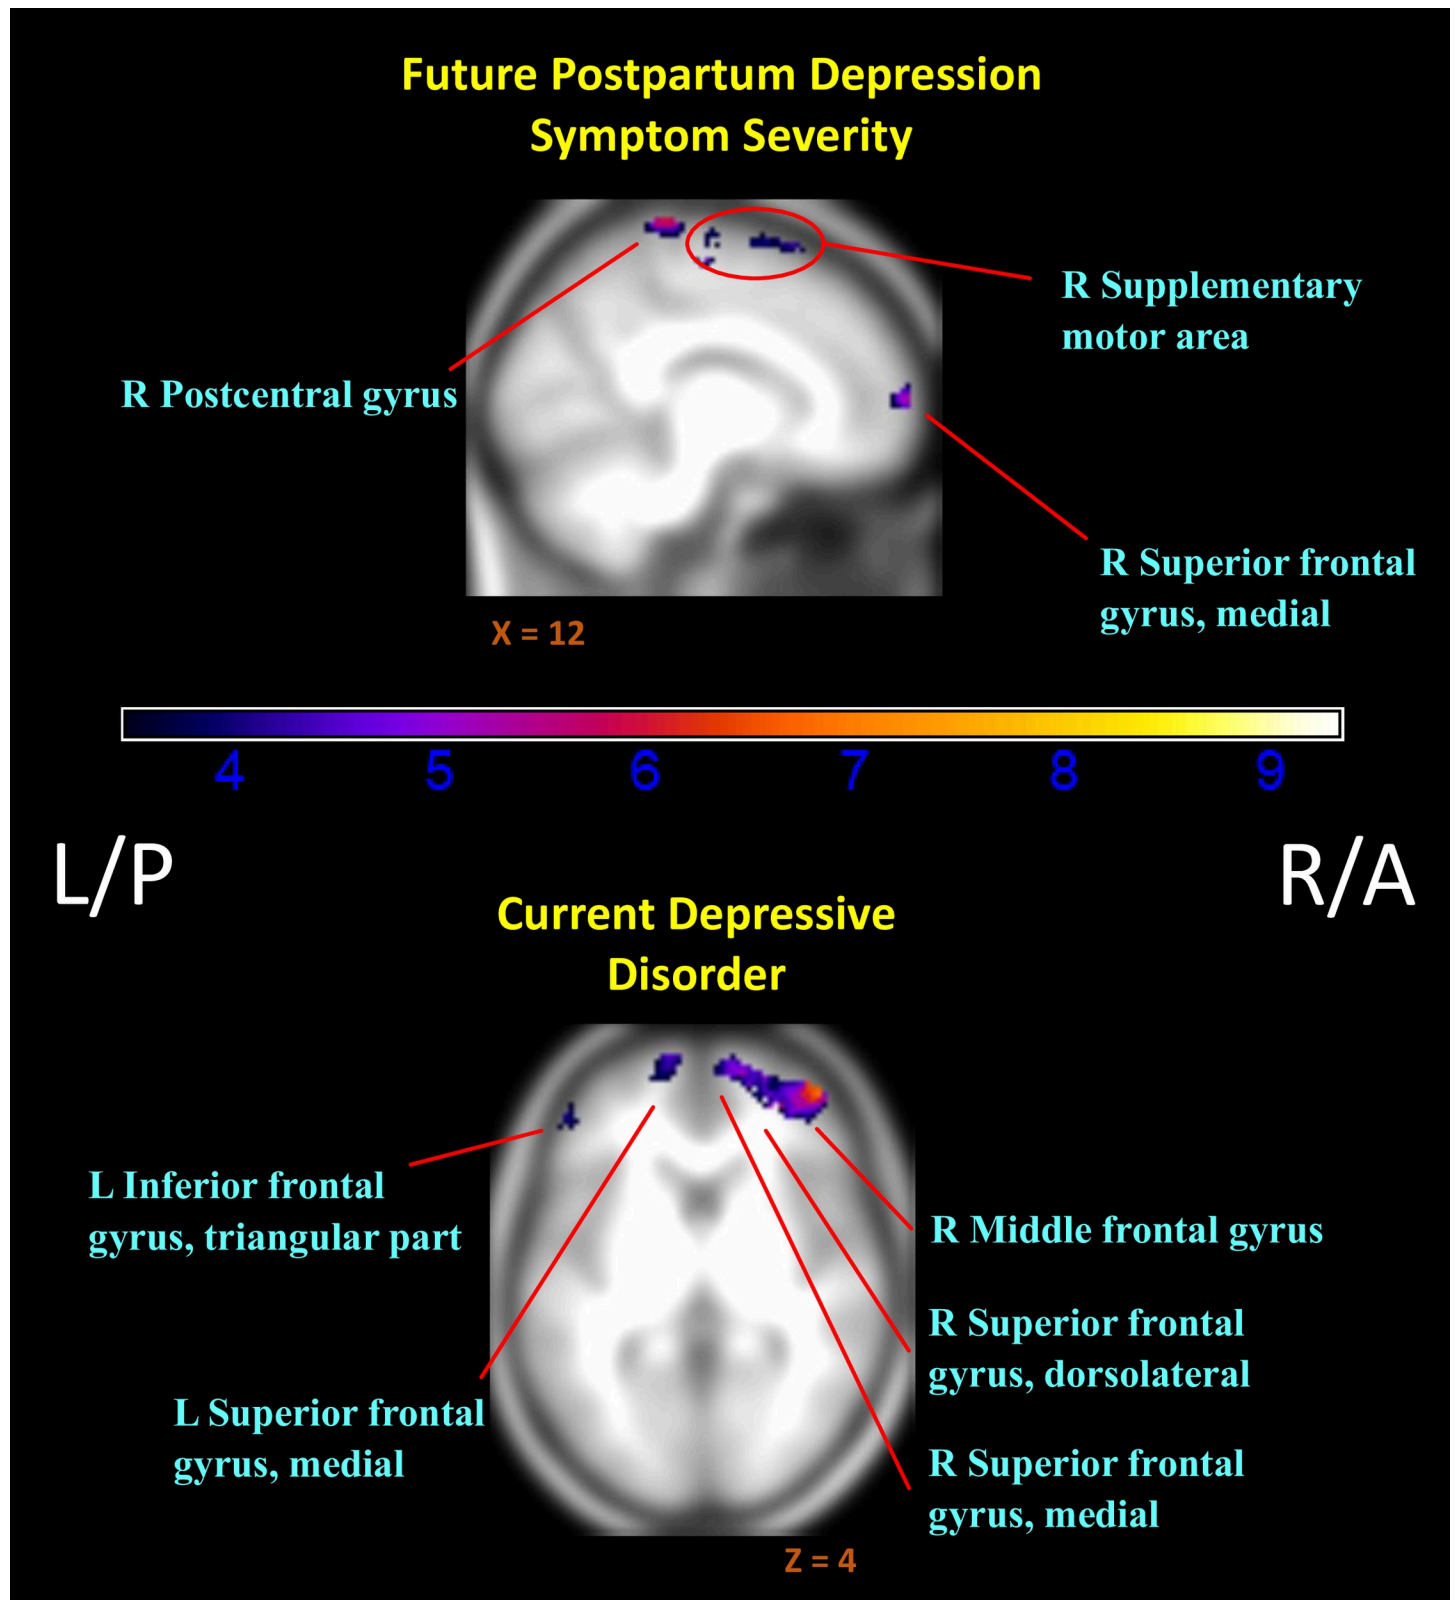 Future Postpartum Depression
Symptom Severity
R Supplementary
motor area
R Postcentral gyrus
R Superior frontal
gyrus, medial
X = 12
4 5 6 7 8 9
L/P
R/A
Current Depressive
Disorder
L Inferior frontal
gyrus, triangular part
R Middle frontal gyrus
R Superior frontal
gyrus, dorsolateral
L Superior frontal
gyrus, medial
R Superior frontal
gyrus, medial
Z = 4